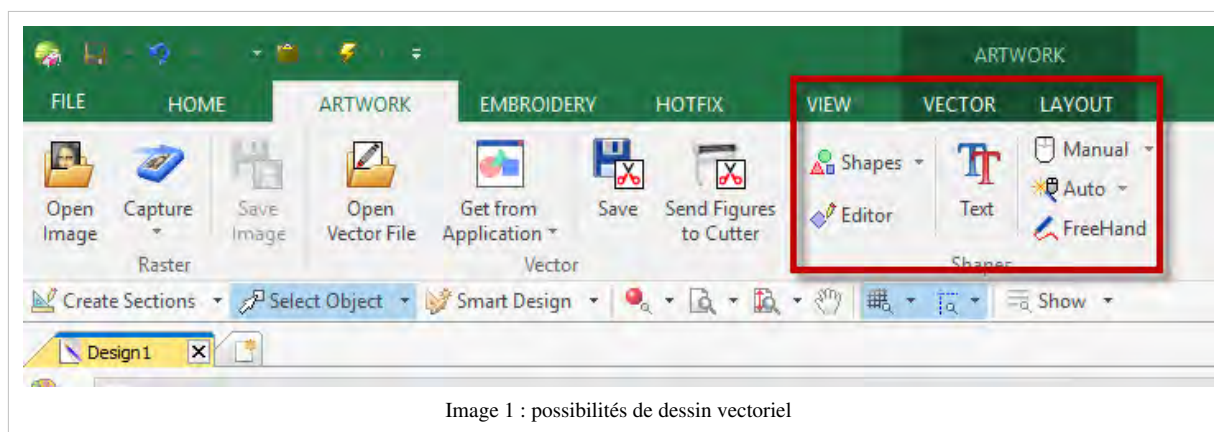 ARTWORK
FILE HOME ARTWORK EMBROIDERY HOTFIX VIEW VECTOR LAYOUT
Open Image
Capture
Save Image
Open Vector File
Get from Application
Save
Send Figures to Cutter
Shapes
Editor
Text
Manual
Auto
FreeHand
Raster Vector Shapes
Create Sections Select Object Smart Design Show
Design1
Image 1 : possibilités de dessin vectoriel